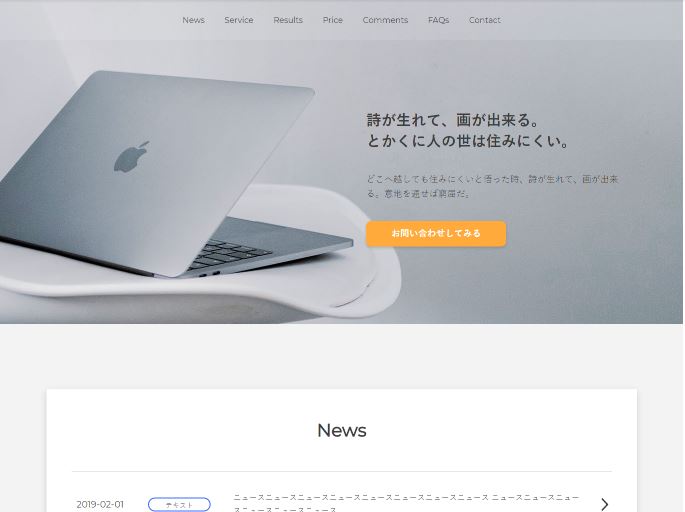 News Service Results Price Comments FAQs Contact
詩が生れて、画が出来る。
とかくに人の世は住みにくい。
どこへ越しても住みにくいと悟った時、詩が生れて、画が出来
る。意地を通せば窮屈だ。
お問い合わせしてみる
News
2019-02-01 テキスト ニュースニュースニュースニュースニュースニュースニュースニュース ニュースニュースニュー
スニュースニュースニュース